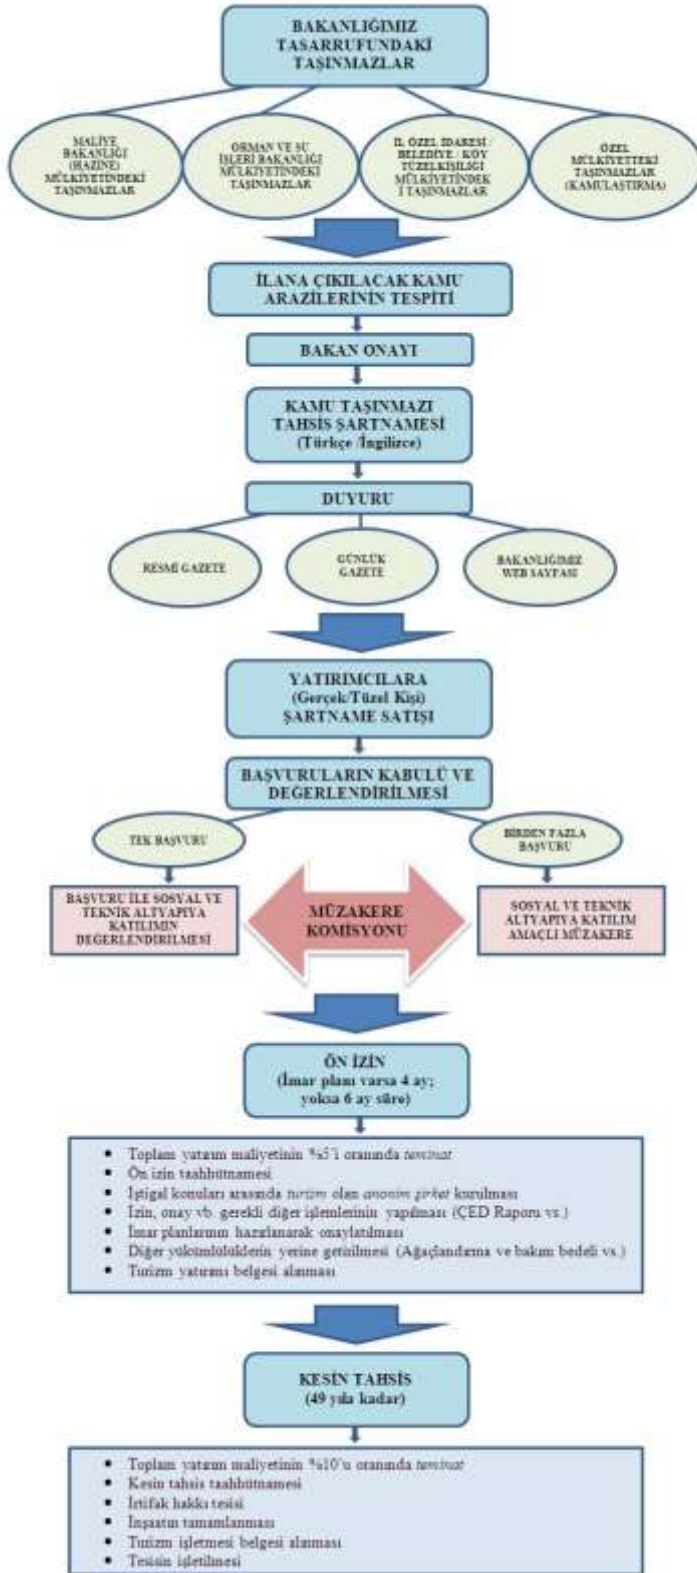 BAKANLIĞIMIZ
TASARRUFUNDAKİ
TAŞINMAZLAR
MALİYE
BAKANLIĞI
(HAZİNE)
MÜLKİYETİNDEKİ
TAŞINMAZLAR
ORMAN VE SU
İŞLERİ BAKANLIĞI
MÜLKİYETİNDEKİ
TAŞINMAZLAR
İL ÖZEL İDARESİ /
BELEDİYE / KÖY
TÜZELKİŞİLİĞİ
MÜLKİYETİNDEK
İ TAŞINMAZLAR
ÖZEL
MÜLKİYETTEKİ
TAŞINMAZLAR
(KAMULAŞTIRMA)
İLANA ÇIKILACAK KAMU
ARAZİLERİNİN TESPİTİ
BAKAN ONAYI
KAMU TAŞINMAZI
TAHSİS ŞARTNAMESİ
(Türkçe /İngilizce)
DUYURU
RESMİ GAZETE
GÜNLÜK
GAZETE
BAKANLIĞIMIZ
WEB SAYFASI
YATIRIMCILARA
(Gerçek/Tüzel Kişi)
ŞARTNAME SATIŞI
BAŞVURULARIN KABULÜ VE
DEĞERLENDİRİLMESİ
TEK BAŞVURU
BİRDEN FAZLA
BAŞVURU
BAŞVURU İLE SOSYAL VE
TEKNİK ALTYAPIYA
KATILIMIN
DEĞERLENDİRİLMESİ
MÜZAKERE
KOMİSYONU
SOSYAL VE TEKNİK
ALTYAPIYA KATILIM
AMAÇLI MÜZAKERE
ÖN İZİN
(İmar planı varsa 4 ay;
yoksa 6 ay süre)
• Toplam yatırım maliyetinin %5'i oranında teminat
• Ön izin taahhütnamesi
• İştigal konuları arasında turizm olan anonim şirket kurulması
• İzin, onay vb. gerekli diğer işlemlerinin yapılması (ÇED Raporu vs.)
• İmar planlarının hazırlanarak onaylatılması
• Diğer yükümlülüklerin yerine getirilmesi (Ağaçlandırma ve bakım bedeli vs.)
• Turizm yatırımı belgesi alınması
KESİN TAHSİS
(49 yıla kadar)
• Toplam yatırım maliyetinin %10'u oranında teminat
• Kesin tahsis taahhütnamesi
• İrtifak hakkı tesisi
• İnşaatın tamamlanması
• Turizm işletmesi belgesi alınması
• Tesisin işletilmesi